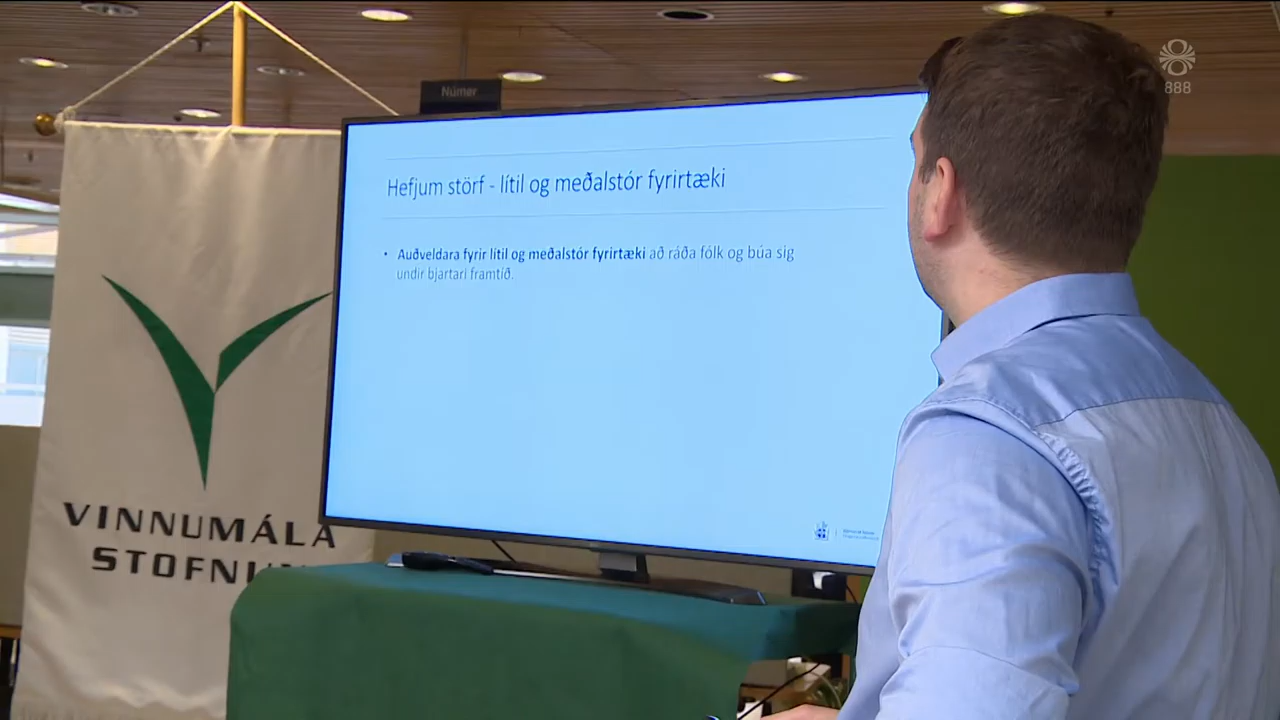 888
Númer
Hefjum störf - lítil og meðalstór fyrirtæki
• Auðveldara fyrir lítil og meðalstór fyrirtæki að ráða fólk og búa sig
undir bjartari framtíð.
VINNUMÁLA
STOFNUN